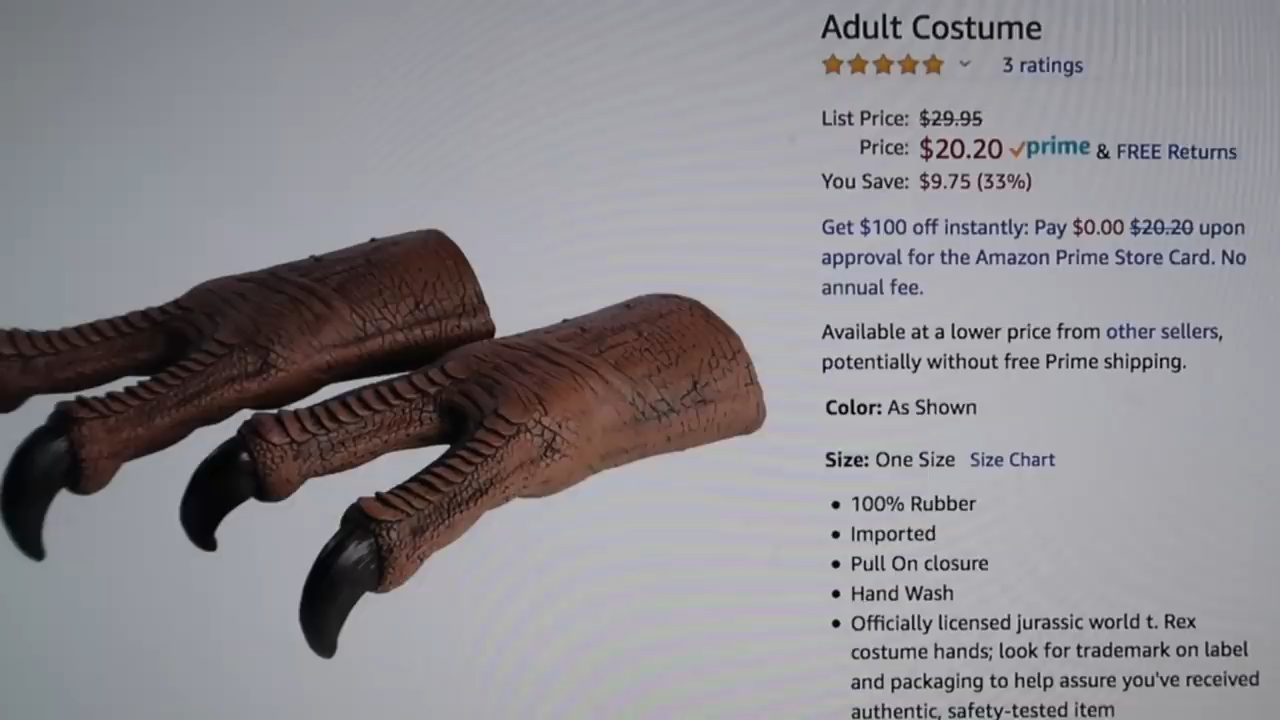 Adult Costume
3 ratings
List Price: $29.95
Price: $20.20 prime & FREE Returns
You Save: $9.75 (33%)
Get $100 off instantly: Pay $0.00 $20.20 upon
approval for the Amazon Prime Store Card. No
annual fee.
Available at a lower price from other sellers,
potentially without free Prime shipping.
Color: As Shown
Size: One Size Size Chart
100% Rubber
Imported
Pull On closure
Hand Wash
Officially licensed jurassic world t. Rex
costume hands; look for trademark on label
and packaging to help assure you've received
authentic, safety-tested item